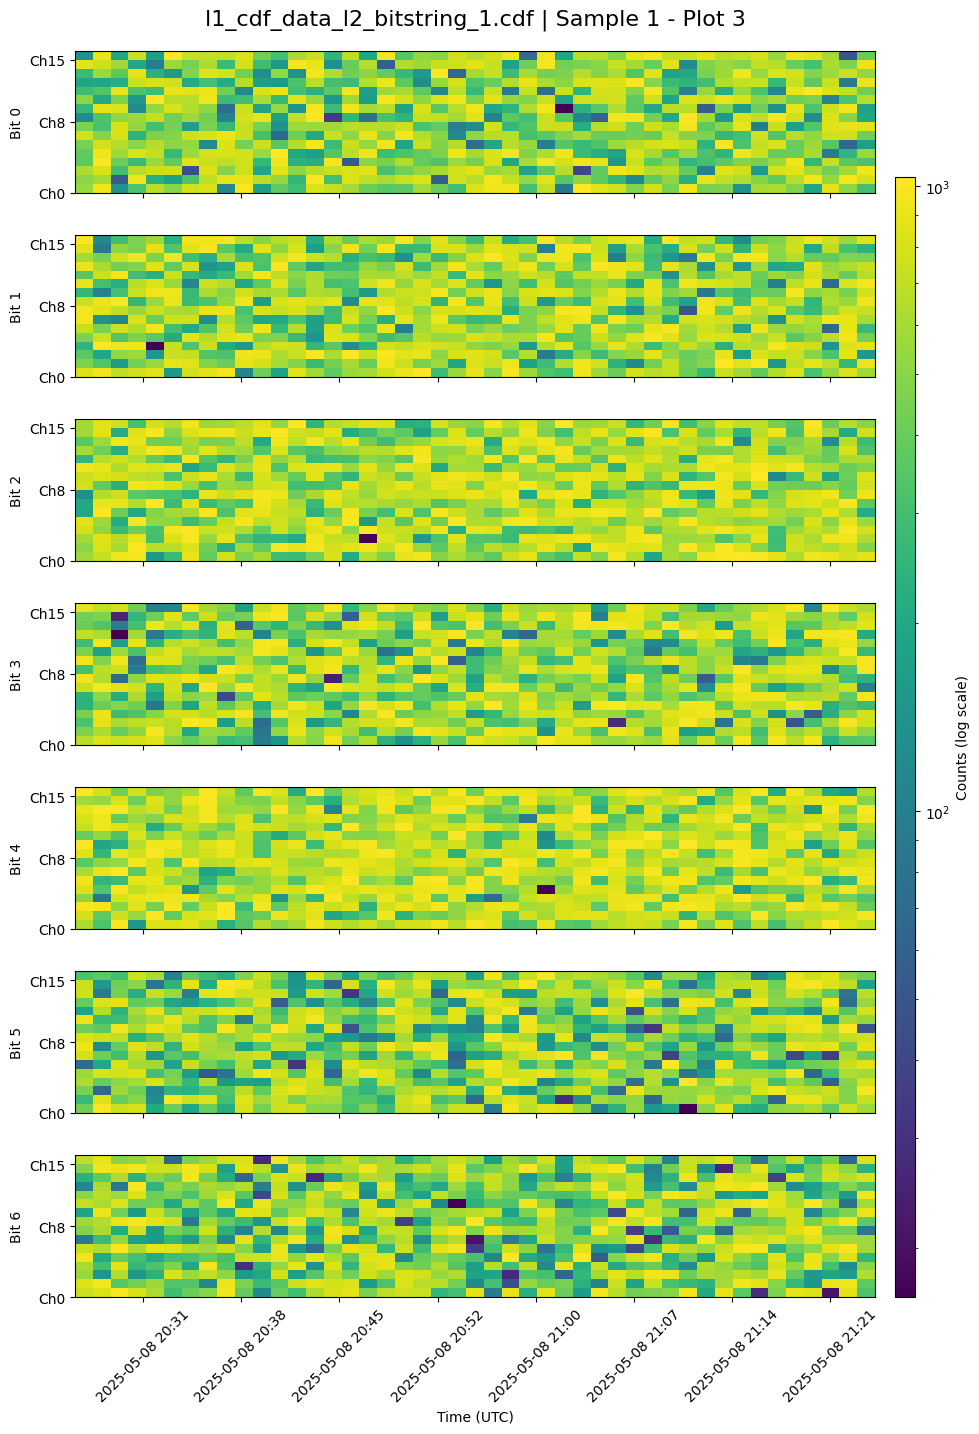 l1_cdf_data_l2_bitstring_1.cdf | Sample 1 - Plot 3
Ch15
Ch8
Ch0
Bit 0
Ch15
Ch8
Ch0
Bit 1
Ch15
Ch8
Ch0
Bit 2
Ch15
Ch8
Ch0
Bit 3
Ch15
Ch8
Ch0
Bit 4
Ch15
Ch8
Ch0
Bit 5
Ch15
Ch8
Ch0
Bit 6
2025-05-08 20:31
2025-05-08 20:38
2025-05-08 20:45
2025-05-08 20:52
2025-05-08 21:00
2025-05-08 21:07
2025-05-08 21:14
2025-05-08 21:21
Time (UTC)
10³
10²
Counts (log scale)